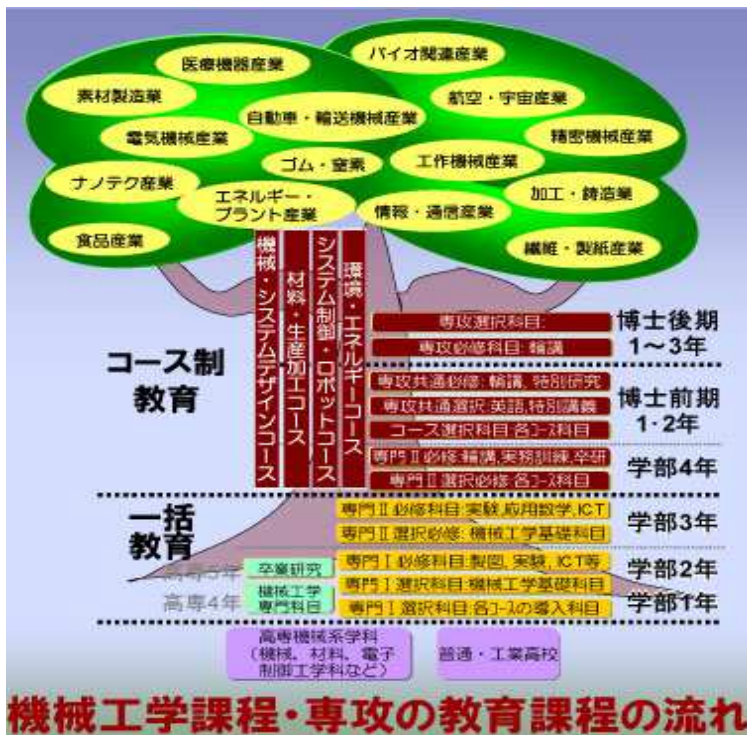 医療機器産業
バイオ関連産業
素材製造業
航空・宇宙産業
自動車・輸送機械産業
電気機械産業
精密機械産業
ゴム・窒素
工作機械産業
ナノテク産業
エネルギー・
プラント産業
情報・通信産業
加工・鋳造業
食品産業
繊維・製紙産業
機械・システムデザインコース
材料・生産加工コース
システム制御・ロボットコース
環境・エネルギーコース
コース制
教育
専攻選択科目:
専攻必修科目:輪講
博士後期
1～3年
専攻共通必修:輪講,特別研究
専攻共通選択:英語,特別講義
コース選択科目:各コース科目
博士前期
1・2年
専門Ⅱ必修:輪講,実務訓練,卒研
専門Ⅱ選択必修:各コース科目
学部4年
一括
教育
専門Ⅱ必修科目:実験,応用数学,ICT
専門Ⅱ選択必修:機械工学基礎科目
学部3年
高専5年
卒業研究
専門Ⅰ必修科目:製図,実験,ICT等
学部2年
高専4年
機械工学
専門科目
専門Ⅰ選択科目:機械工学基礎科目
専門Ⅰ選択科目:各コースの導入科目
学部1年
高専機械系学科
(機械、材料、電子
制御工学科など)
普通・工業高校
機械工学課程・専攻の教育課程の流れ